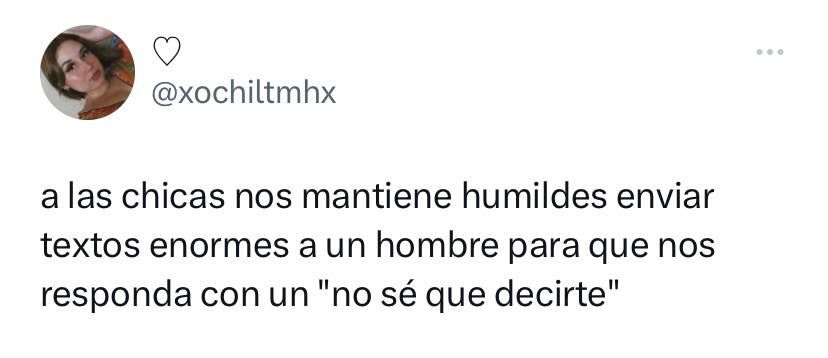 ♡
@xochiltmhx
a las chicas nos mantiene humildes enviar
textos enormes a un hombre para que nos
responda con un "no sé que decirte"